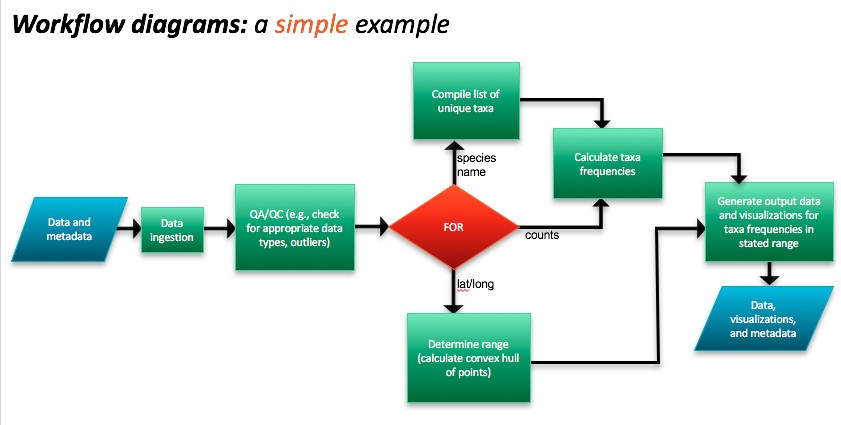 Workflow diagrams: a simple example
Compile list of
unique taxa
species
name
Calculate taxa
frequencies
Data and
metadata
Data
ingestion
QA/QC (e.g., check
for appropriate data
types, outliers)
FOR
counts
Generate output data
and visualizations for
taxa frequencies in
stated range
lat/long
Determine range
(calculate convex hull
of points)
Data,
visualizations,
and metadata